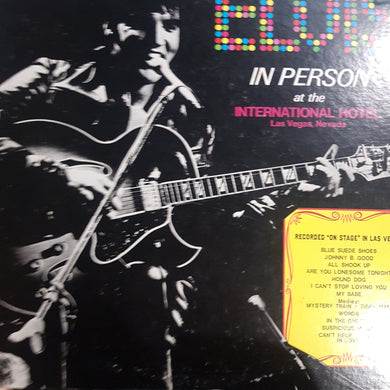 ELVIS
IN PERSON
at the
INTERNATIONAL HOTEL
Las Vegas, Nevada
RECORDED "ON STAGE" IN LAS VE
BLUE SUEDE SHOES
JOHNNY B. GOOD
ALL SHOOK UP
ARE YOU LONESOME TONIGHT
HOUND DOG
I CAN'T STOP LOVING YOU
MY BABE
Medley:
MYSTERY TRAIN
WORDS
IN THE
SUSPICIOUS
CAN'T
IN